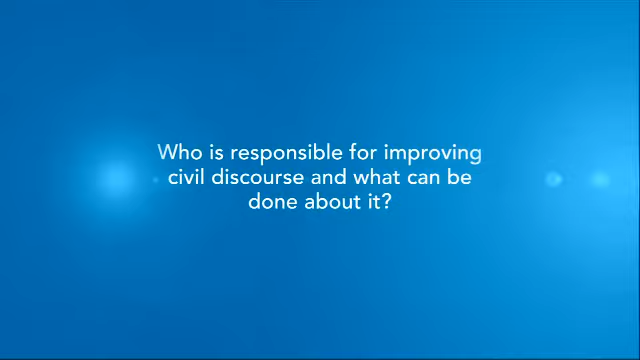 Who is responsible for improving
civil discourse and what can be
done about it?